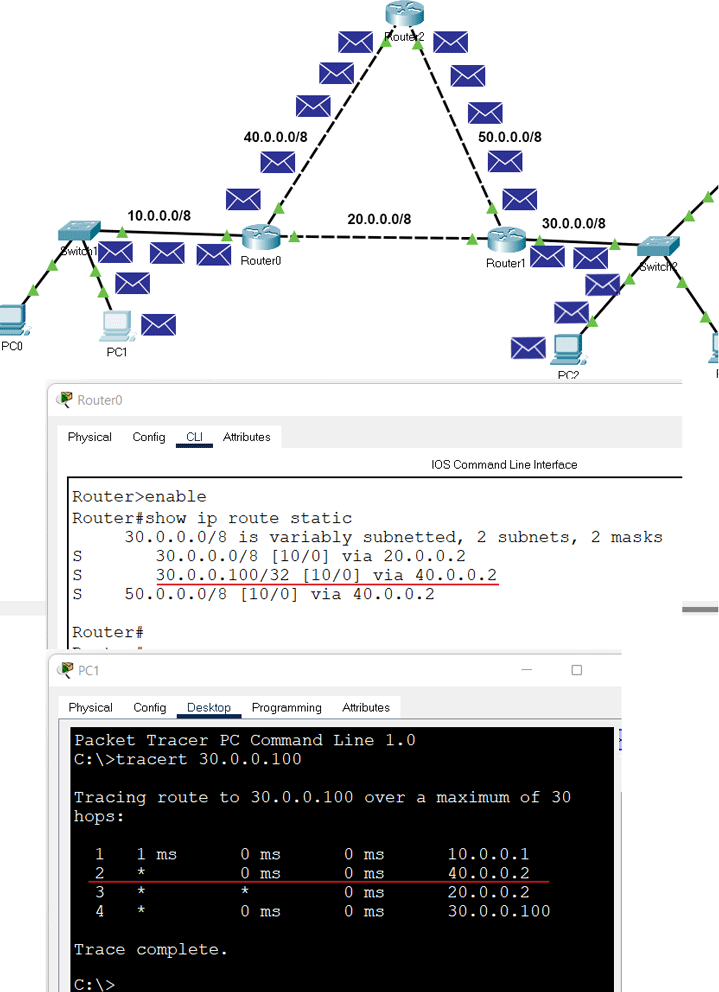 Router2
40.0.0.0/8
50.0.0.0/8
10.0.0.0/8
20.0.0.0/8
30.0.0.0/8
Switch1
Router0
Router1
Switch2
PC0
PC1
PC2
Router0
Physical Config CLI Attributes
IOS Command Line Interface
Router>enable
Router#show ip route static
30.0.0.0/8 is variably subnetted, 2 subnets, 2 masks
S 30.0.0.0/8 [10/0] via 20.0.0.2
S 30.0.0.100/32 [10/0] via 40.0.0.2
S 50.0.0.0/8 [10/0] via 40.0.0.2
Router#
PC1
Physical Config Desktop Programming Attributes
Packet Tracer PC Command Line 1.0
C:\>tracert 30.0.0.100
Tracing route to 30.0.0.100 over a maximum of 30
hops:
1 1 ms 0 ms 0 ms 10.0.0.1
2 * 0 ms 0 ms 40.0.0.2
3 * * 0 ms 20.0.0.2
4 * 0 ms 0 ms 30.0.0.100
Trace complete.
C:\>